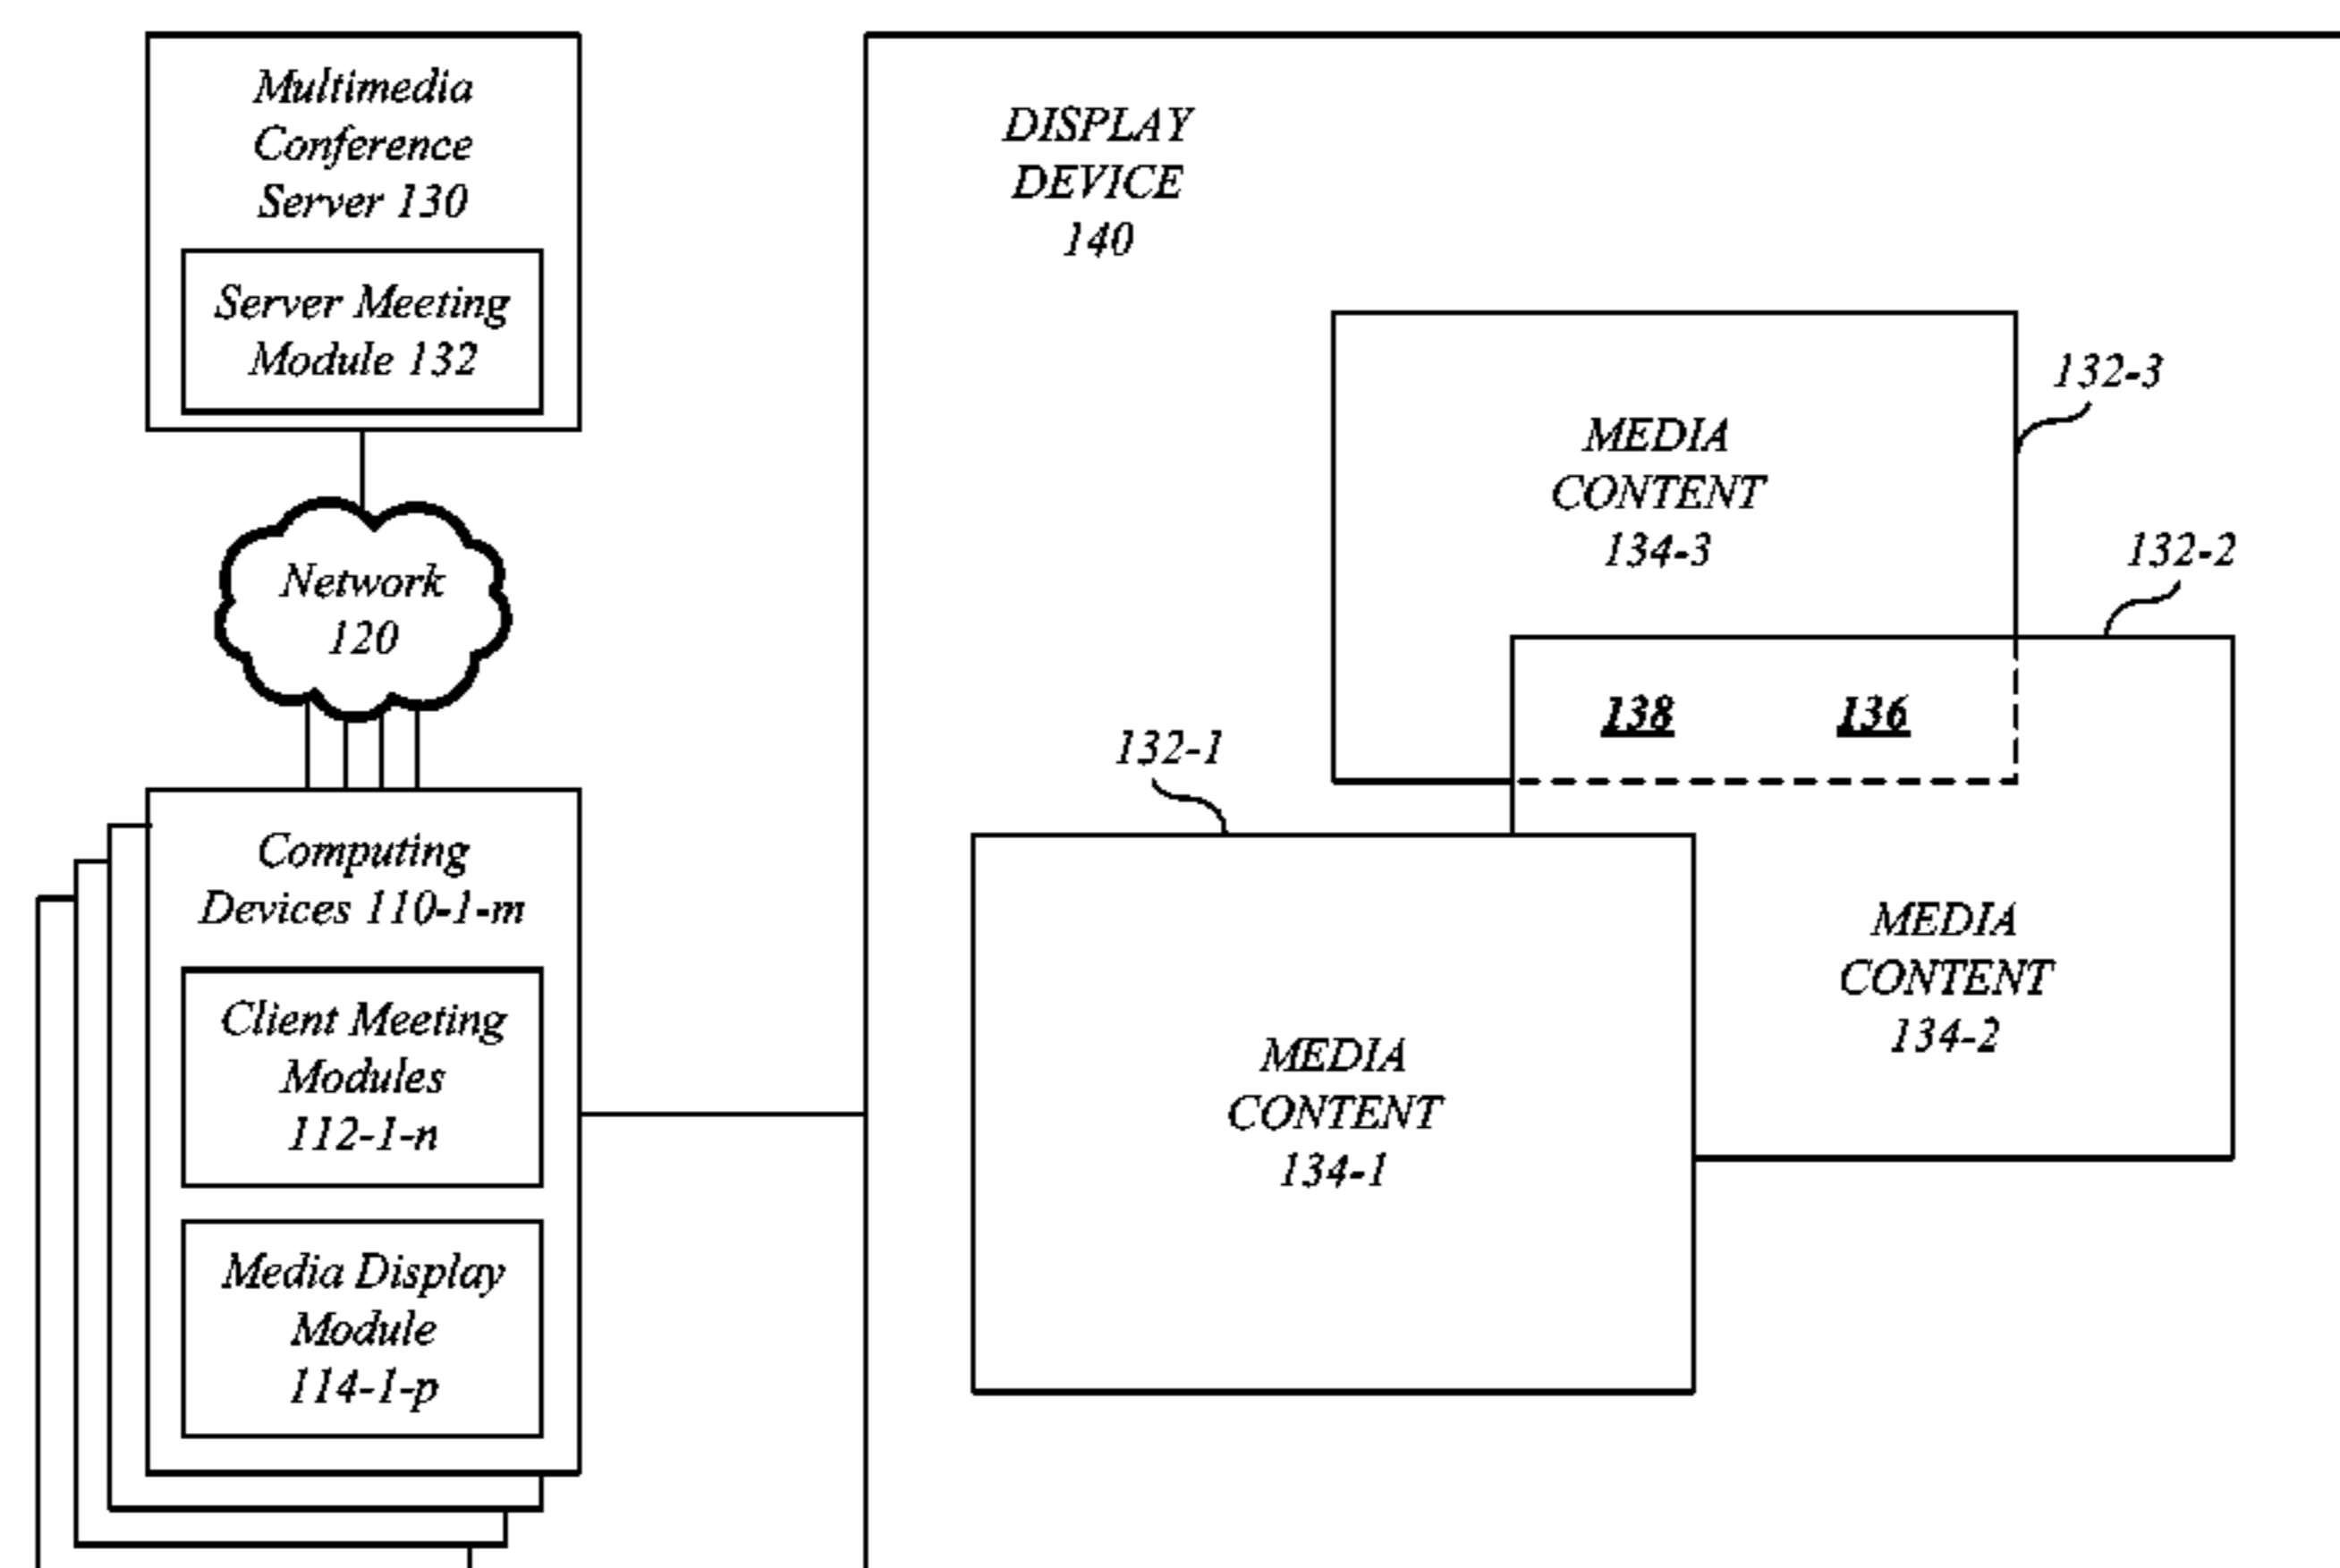 Multimedia
Conference
Server 130
Server Meeting
Module 132
Network
120
Computing
Devices 110-1-m
Client Meeting
Modules
112-1-n
Media Display
Module
114-1-p
DISPLAY
DEVICE
140
MEDIA
CONTENT
134-3
132-3
132-2
138 136
132-1
MEDIA
CONTENT
134-2
MEDIA
CONTENT
134-1